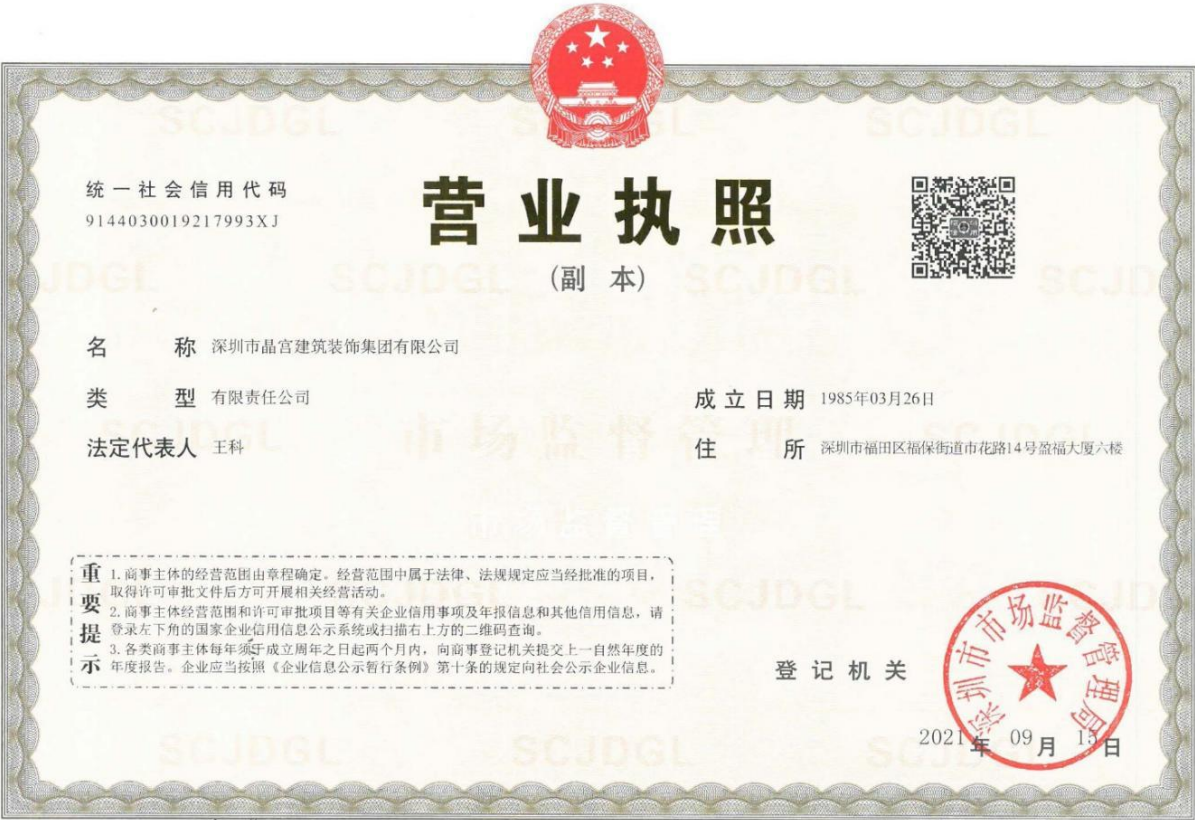 统一社会信用代码
9144030019217993XJ
营业执照
(副 本)
名 称 深圳市晶宫建筑装饰集团有限公司
类 型 有限责任公司
成立日期 1985年03月26日
法定代表人 王科
住 所 深圳市福田区福保街道市花路14号盈福大厦六楼
重要提示
1.商事主体的经营范围由章程确定。经营范围中属于法律、法规规定应当经批准的项目，
取得许可审批文件后方可开展相关经营活动。
2.商事主体经营范围和许可审批项目等有关企业信用事项及年报信息和其他信用信息，请
登录左下角的国家企业信用信息公示系统或扫描右上方的二维码查询。
3.各类商事主体每年须于成立周年之日起两个月内，向商事登记机关提交上一自然年度的
年度报告。企业应当按照《企业信息公示暂行条例》第十条的规定向社会公示企业信息。
登记机关
深圳市市场监督管理局
2021年09月15日
SCJDGL
市场监督管理